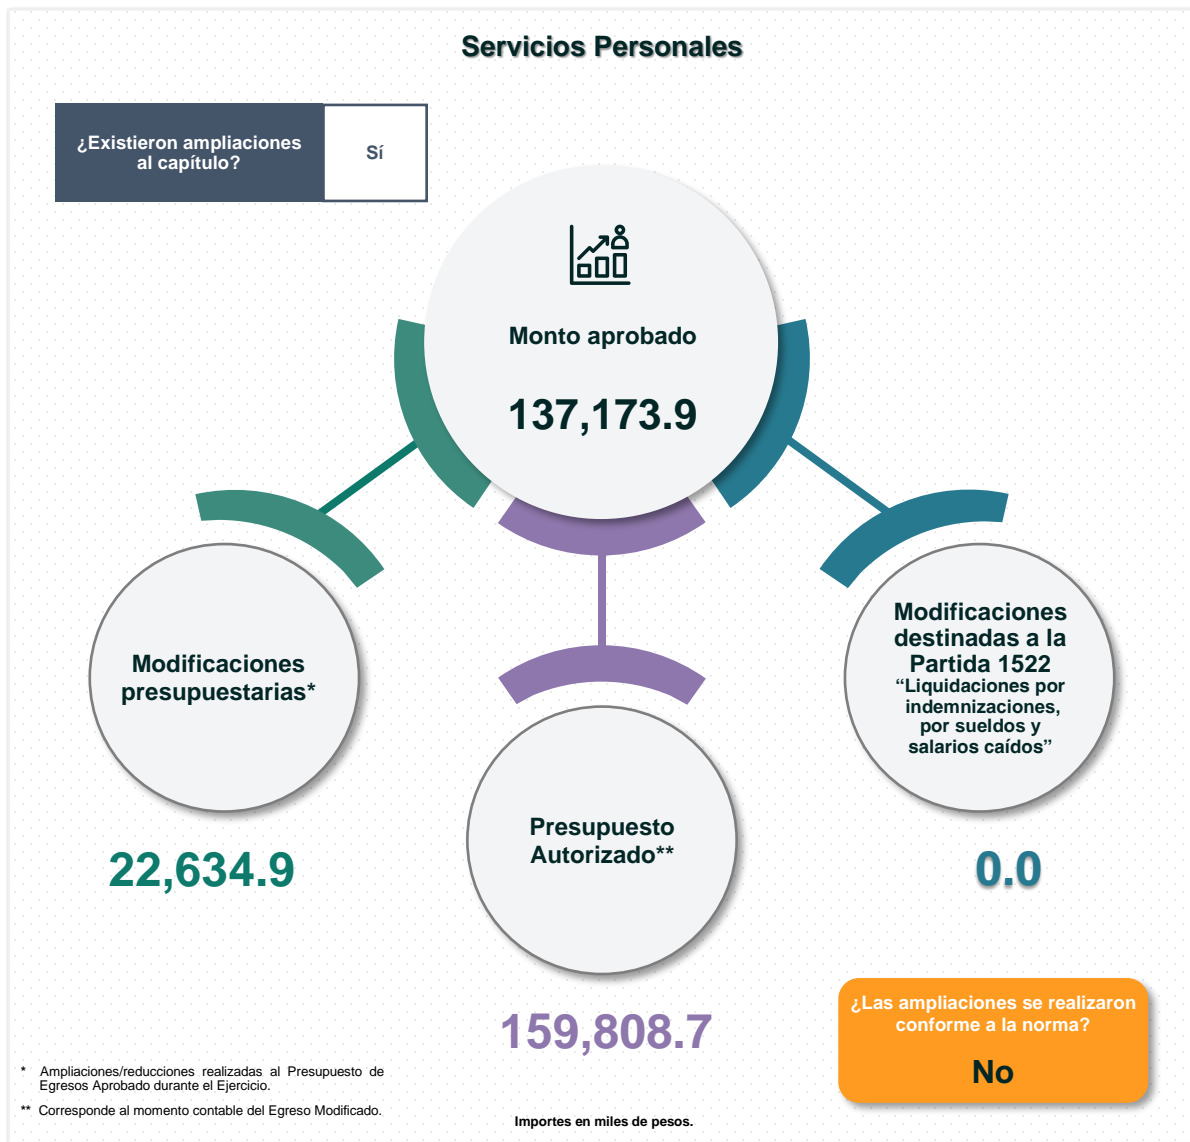 Servicios Personales
¿Existieron ampliaciones
al capítulo?
Sí
Monto aprobado
137,173.9
Modificaciones
presupuestarias*
22,634.9
Presupuesto
Autorizado**
159,808.7
Modificaciones
destinadas a la
Partida 1522
“Liquidaciones por
indemnizaciones,
por sueldos y
salarios caídos”
0.0
¿Las ampliaciones se realizaron
conforme a la norma?
No
* Ampliaciones/reducciones realizadas al Presupuesto de
Egresos Aprobado durante el Ejercicio.
** Corresponde al momento contable del Egreso Modificado.
Importes en miles de pesos.